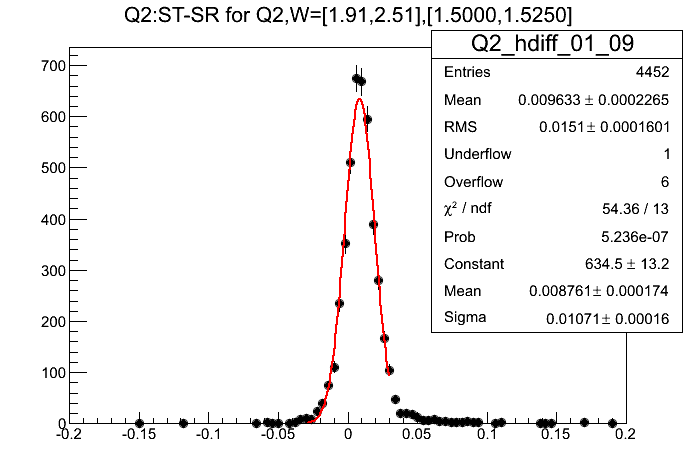 Q2:ST-SR for Q2,W=[1.91,2.51],[1.5000,1.5250]
Q2_hdiff_01_09
Entries 4452
Mean 0.009633 ± 0.0002265
RMS 0.0151 ± 0.0001601
Underflow 1
Overflow 6
χ² / ndf 54.36 / 13
Prob 5.236e-07
Constant 634.5 ± 13.2
Mean 0.008761 ± 0.000174
Sigma 0.01071 ± 0.00016
700
600
500
400
300
200
100
0
-0.2 -0.15 -0.1 -0.05 0 0.05 0.1 0.15 0.2